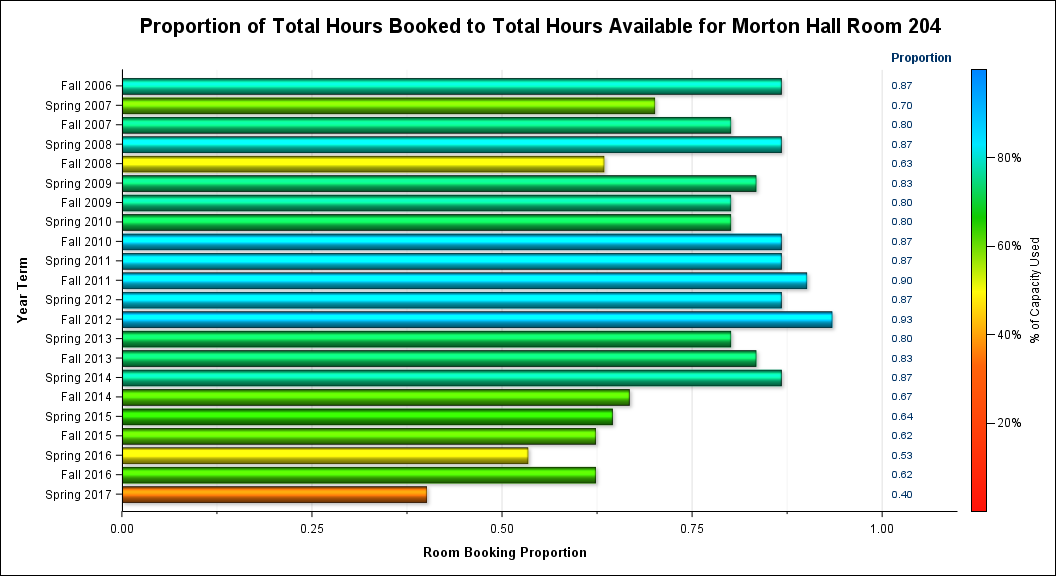 Proportion of Total Hours Booked to Total Hours Available for Morton Hall Room 204
Proportion
Fall 2006 0.87
Spring 2007 0.70
Fall 2007 0.80
Spring 2008 0.87
Fall 2008 0.63
Spring 2009 0.83
Fall 2009 0.80
Spring 2010 0.80
Fall 2010 0.87
Spring 2011 0.87
Fall 2011 0.90
Spring 2012 0.87
Fall 2012 0.93
Spring 2013 0.80
Fall 2013 0.83
Spring 2014 0.87
Fall 2014 0.67
Spring 2015 0.64
Fall 2015 0.62
Spring 2016 0.53
Fall 2016 0.62
Spring 2017 0.40
Year Term
0.00 0.25 0.50 0.75 1.00
Room Booking Proportion
80%
60%
40%
20%
% of Capacity Used